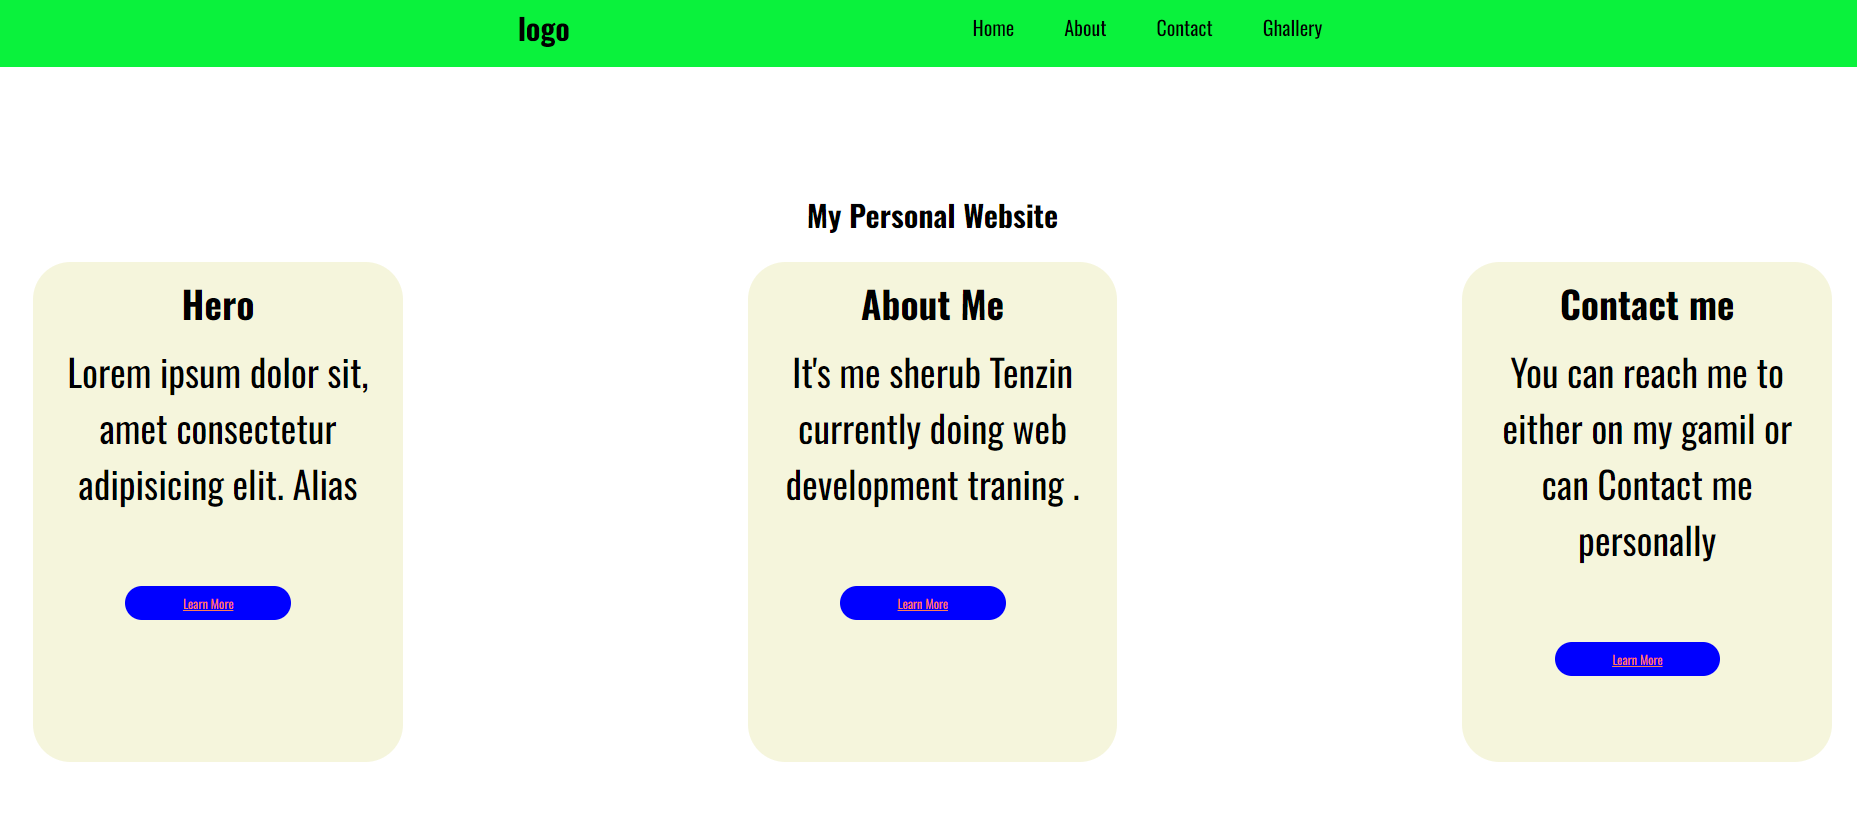 logo
Home About Contact Ghallery
My Personal Website
Hero
Lorem ipsum dolor sit,
amet consectetur
adipisicing elit. Alias
Learn More
About Me
It's me sherub Tenzin
currently doing web
development traning .
Learn More
Contact me
You can reach me to
either on my gamil or
can Contact me
personally
Learn More